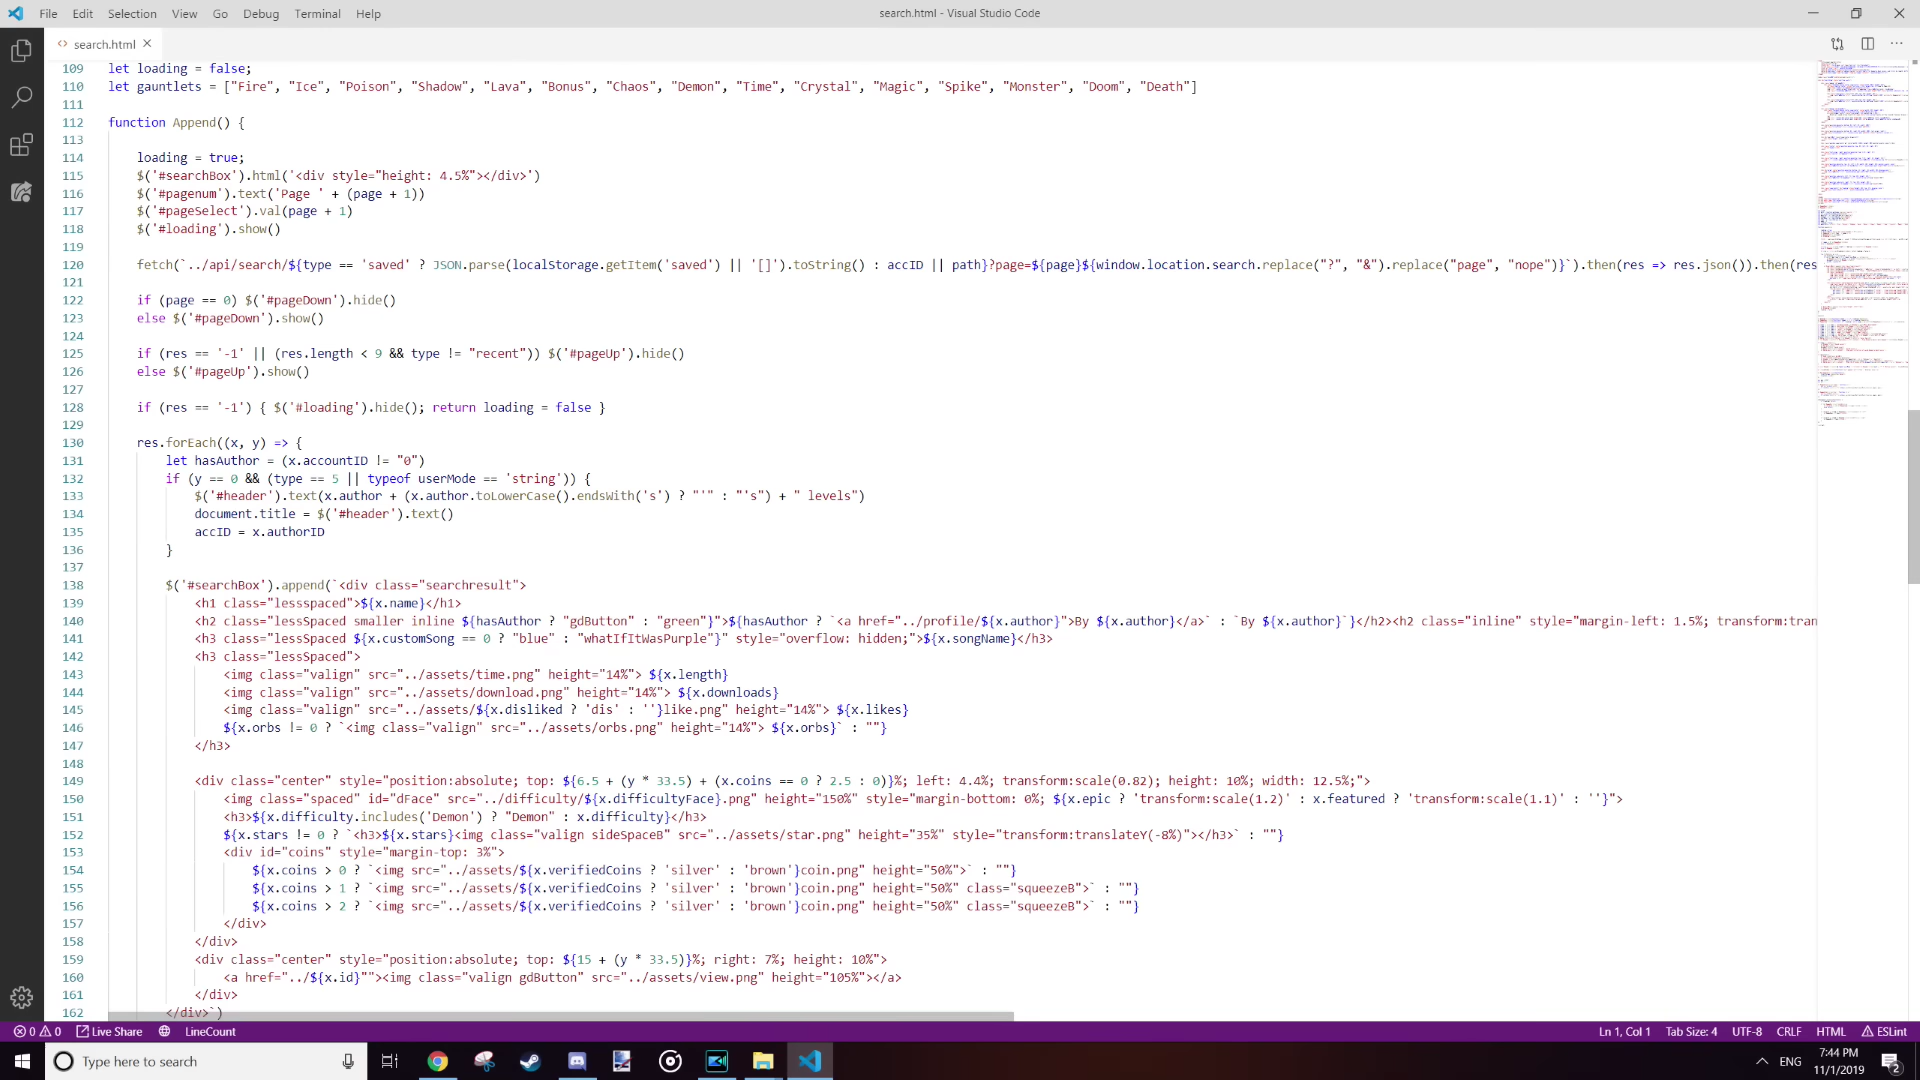 File Edit Selection View Go Debug Terminal Help
search.html - Visual Studio Code
search.html
109 let loading = false;
110 let gauntlets = ["Fire", "Ice", "Poison", "Shadow", "Lava", "Bonus", "Chaos", "Demon", "Time", "Crystal", "Magic", "Spike", "Monster", "Doom", "Death"]
111
112 function Append() {
113
114 loading = true;
115 $('#searchBox').html('<div style="height: 4.5%"></div>')
116 $('#pagenum').text('Page ' + (page + 1))
117 $('#pageSelect').val(page + 1)
118 $('#loading').show()
119
120 fetch(`../api/search/${type == 'saved' ? JSON.parse(localStorage.getItem('saved') || '[]').toString() : accID || path}?page=${page}${window.location.search.replace("?", "&").replace("page", "nope")}`).then(res => res.json()).then(res
121
122 if (page == 0) $('#pageDown').hide()
123 else $('#pageDown').show()
124
125 if (res == '-1' || (res.length < 9 && type != "recent")) $('#pageUp').hide()
126 else $('#pageUp').show()
127
128 if (res == '-1') { $('#loading').hide(); return loading = false }
129
130 res.forEach((x, y) => {
131 let hasAuthor = (x.accountID != "0")
132 if (y == 0 && (type == 5 || typeof userMode == 'string')) {
133 $('#header').text(x.author + (x.author.toLowerCase().endsWith('s') ? "'" : "'s") + " levels")
134 document.title = $('#header').text()
135 accID = x.authorID
136 }
137
138 $('#searchBox').append(`<div class="searchresult">
139 <h1 class="lessspaced">${x.name}</h1>
140 <h2 class="lessSpaced smaller inline ${hasAuthor ? "gdButton" : "green"}">${hasAuthor ? `<a href="../profile/${x.author}">By ${x.author}</a>` : `By ${x.author}`}</h2><h2 class="inline" style="margin-left: 1.5%; transform:tran
141 <h3 class="lessSpaced ${x.customSong == 0 ? "blue" : "whatIfItWasPurple"}" style="overflow: hidden;">${x.songName}</h3>
142 <h3 class="lessSpaced">
143 <img class="valign" src="../assets/time.png" height="14%"> ${x.length}
144 <img class="valign" src="../assets/download.png" height="14%"> ${x.downloads}
145 <img class="valign" src="../assets/${x.disliked ? 'dis' : ''}like.png" height="14%"> ${x.likes}
146 ${x.orbs != 0 ? `<img class="valign" src="../assets/orbs.png" height="14%"> ${x.orbs}` : ""}
147 </h3>
148
149 <div class="center" style="position:absolute; top: ${6.5 + (y * 33.5) + (x.coins == 0 ? 2.5 : 0)}%; left: 4.4%; transform:scale(0.82); height: 10%; width: 12.5%;">
150 <img class="spaced" id="dFace" src="../difficulty/${x.difficultyFace}.png" height="150%" style="margin-bottom: 0%; ${x.epic ? 'transform:scale(1.2)' : x.featured ? 'transform:scale(1.1)' : ''}">
151 <h3>${x.difficulty.includes('Demon') ? "Demon" : x.difficulty}</h3>
152 ${x.stars != 0 ? `<h3>${x.stars}<img class="valign sideSpaceB" src="../assets/star.png" height="35%" style="transform:translateY(-8%)"></h3>` : ""}
153 <div id="coins" style="margin-top: 3%">
154 ${x.coins > 0 ? `<img src="../assets/${x.verifiedCoins ? 'silver' : 'brown'}coin.png" height="50%">` : ""}
155 ${x.coins > 1 ? `<img src="../assets/${x.verifiedCoins ? 'silver' : 'brown'}coin.png" height="50%" class="squeezeB">` : ""}
156 ${x.coins > 2 ? `<img src="../assets/${x.verifiedCoins ? 'silver' : 'brown'}coin.png" height="50%" class="squeezeB">` : ""}
157 </div>
158 </div>
159 <div class="center" style="position:absolute; top: ${15 + (y * 33.5)}%; right: 7%; height: 10%">
160 <a href="../${x.id}""><img class="valign gdButton" src="../assets/view.png" height="105%"></a>
161 </div>
162 </div>`)
0 0 Live Share LineCount
Ln 1, Col 1 Tab Size: 4 UTF-8 CRLF HTML ESLint
Type here to search
ENG
7:44 PM
11/1/2019
2